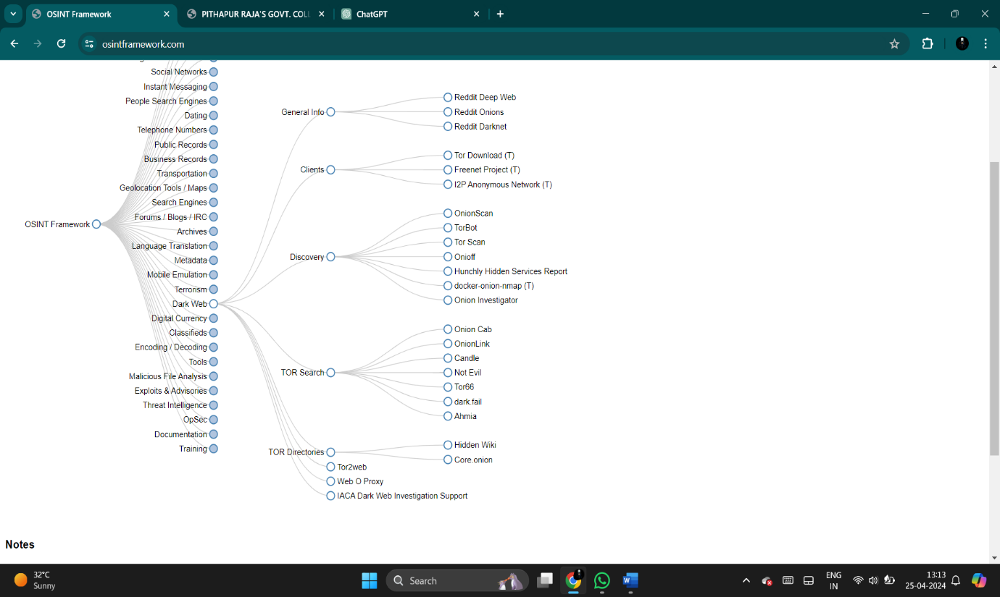 OSINT Framework
PITHAPUR RAJA'S GOVT. COLL
ChatGPT
osintframework.com
Social Networks
Instant Messaging
People Search Engines
Dating
Telephone Numbers
Public Records
Business Records
Transportation
Geolocation Tools / Maps
Search Engines
Forums / Blogs / IRC
Archives
Language Translation
Metadata
Mobile Emulation
Terrorism
Dark Web
Digital Currency
Classifieds
Encoding / Decoding
Tools
Malicious File Analysis
Exploits & Advisories
Threat Intelligence
OpSec
Documentation
Training
OSINT Framework
General Info
Reddit Deep Web
Reddit Onions
Reddit Darknet
Clients
Tor Download (T)
Freenet Project (T)
I2P Anonymous Network (T)
Discovery
OnionScan
TorBot
Tor Scan
Onioff
Hunchly Hidden Services Report
docker-onion-nmap (T)
Onion Investigator
TOR Search
Onion Cab
OnionLink
Candle
Not Evil
Tor66
dark.fail
Ahmia
TOR Directories
Hidden Wiki
Core.onion
Tor2web
Web O Proxy
IACA Dark Web Investigation Support
Notes
32°C
Sunny
Search
ENG
IN
13:13
25-04-2024